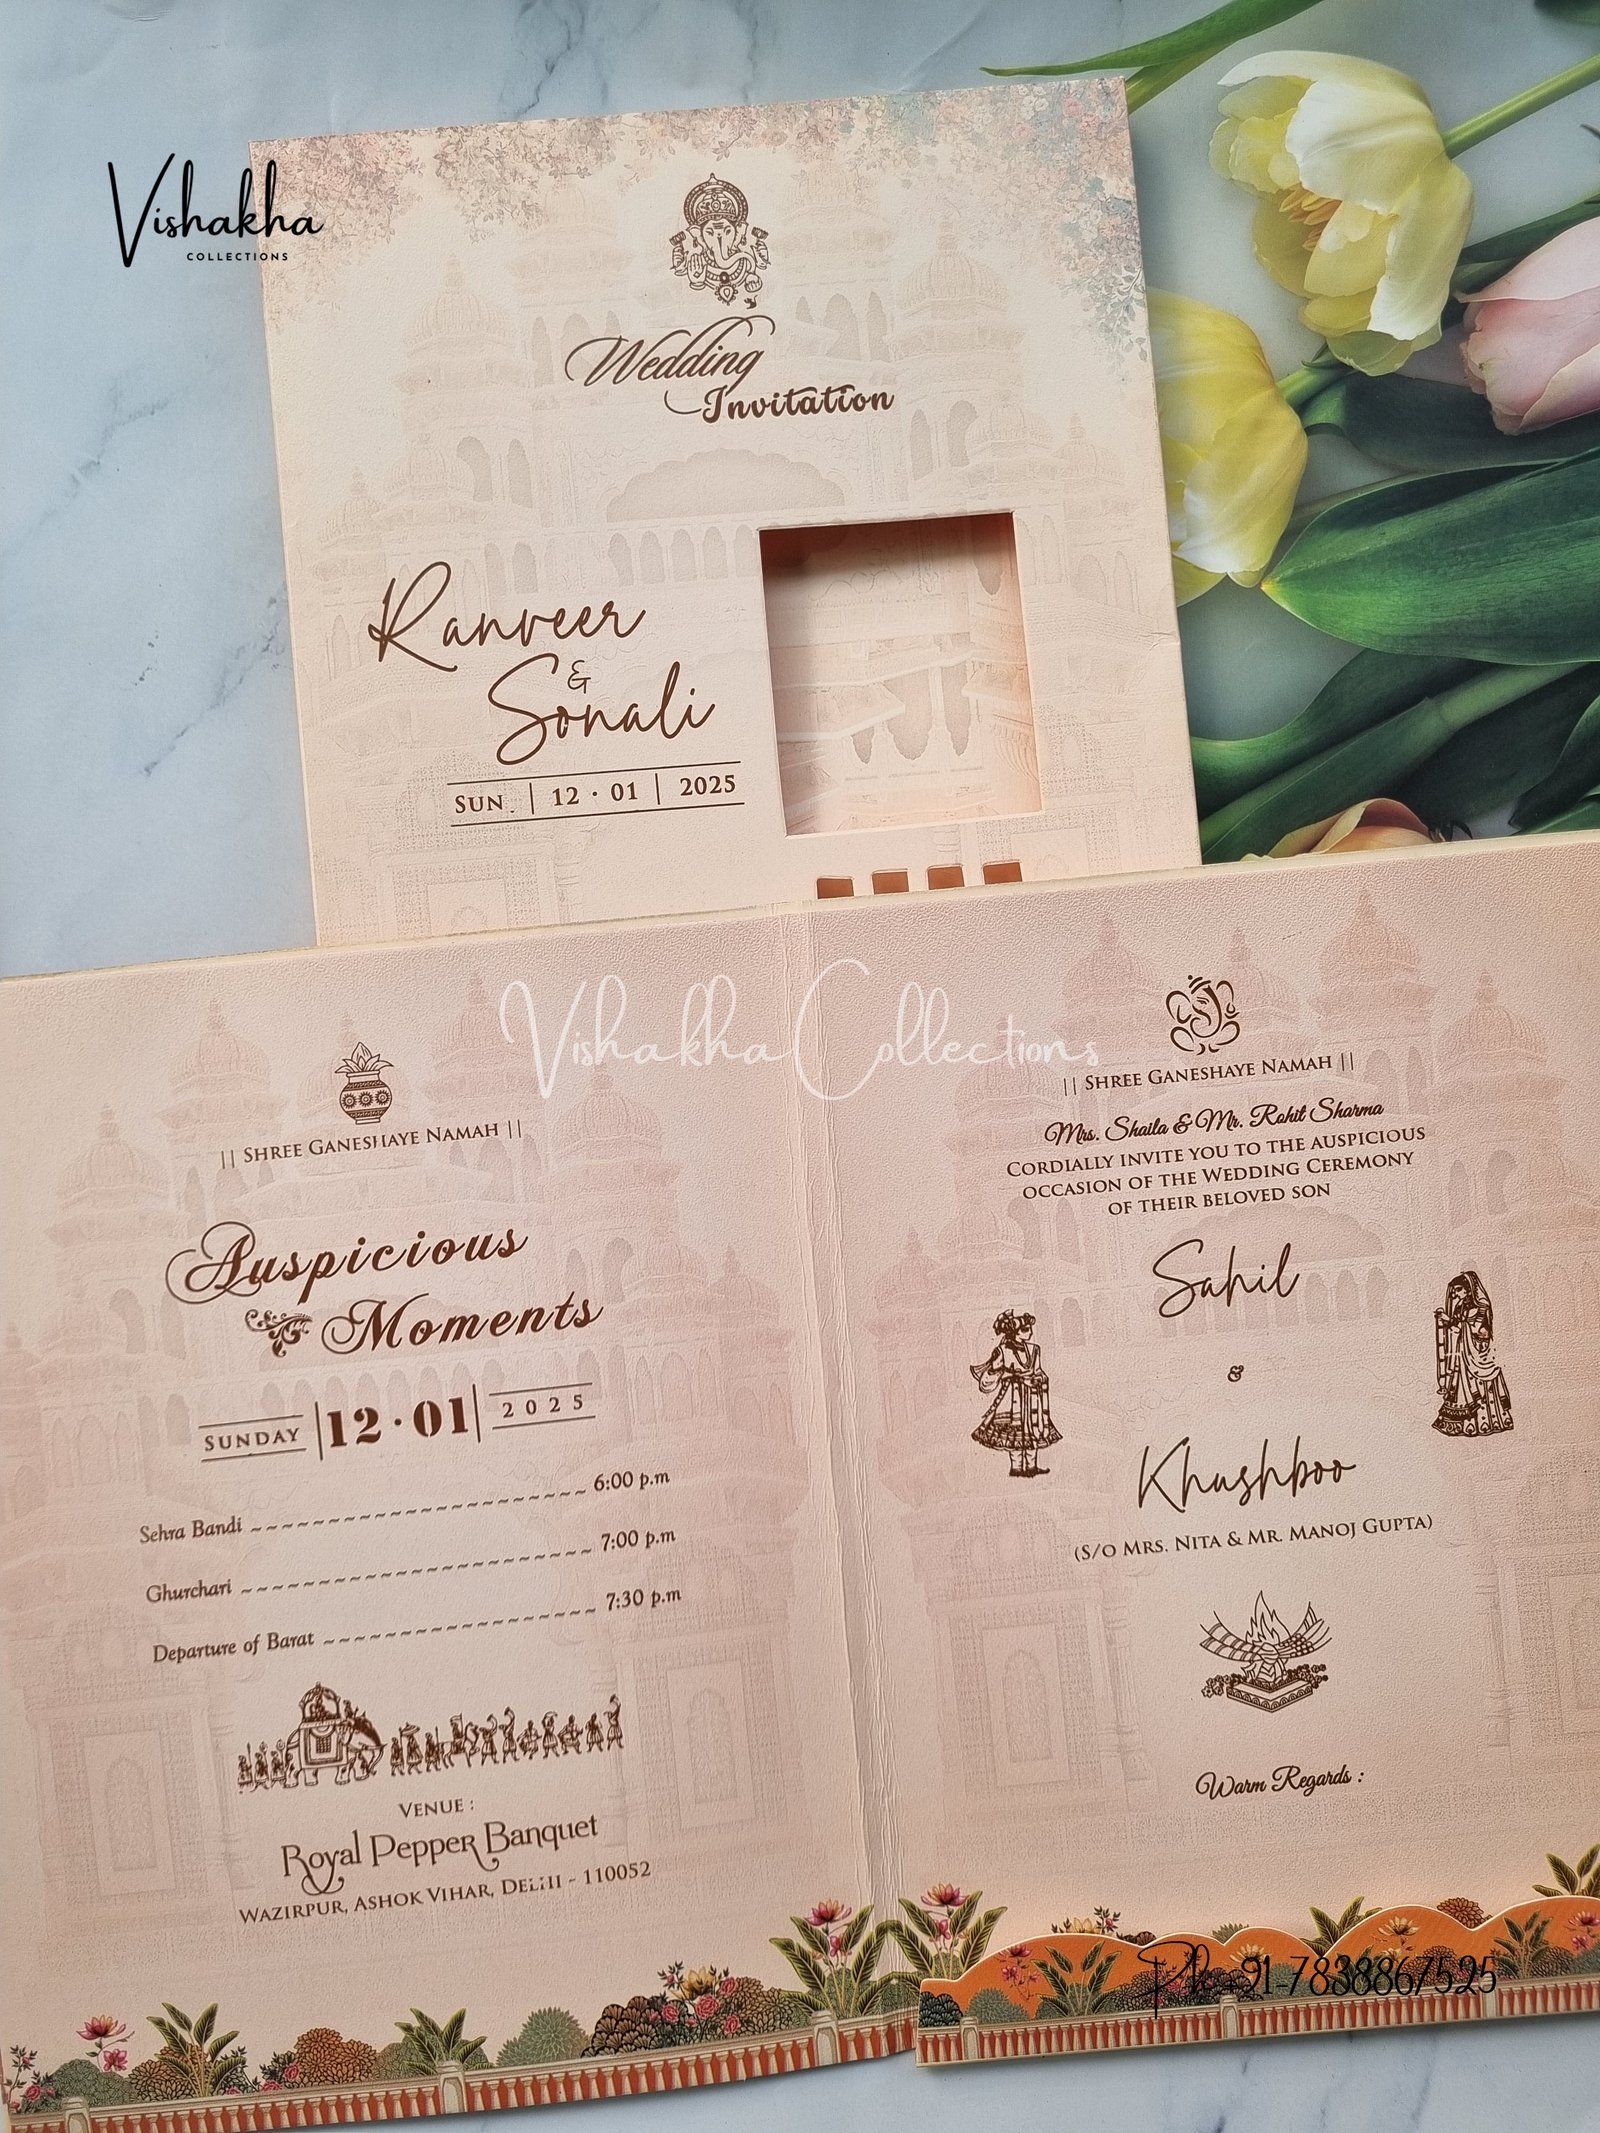 Vishakha
COLLECTIONS
Wedding
Invitation
Ranveer
&
Sonali
SUN. | 12 · 01 | 2025
Vishakha Collections
|| SHREE GANESHAYE NAMAH ||
Auspicious
Moments
SUNDAY |12·01| 2025
Sehra Bandi ~~~~~~~~~~~~~~~~~~~~~~ 6:00 p.m
Ghurchari ~~~~~~~~~~~~~~~~~~~~~~~ 7:00 p.m
Departure of Barat ~~~~~~~~~~~~~~~~~~ 7:30 p.m
VENUE :
Royal Pepper Banquet
WAZIRPUR, ASHOK VIHAR, DELHI - 110052
|| SHREE GANESHAYE NAMAH ||
Mrs. Shaila & Mr. Rohit Sharma
CORDIALLY INVITE YOU TO THE AUSPICIOUS
OCCASION OF THE WEDDING CEREMONY
OF THEIR BELOVED SON
Sahil
&
Khushboo
(S/O MRS. NITA & MR. MANOJ GUPTA)
Warm Regards :
Ph:+91-7838867525